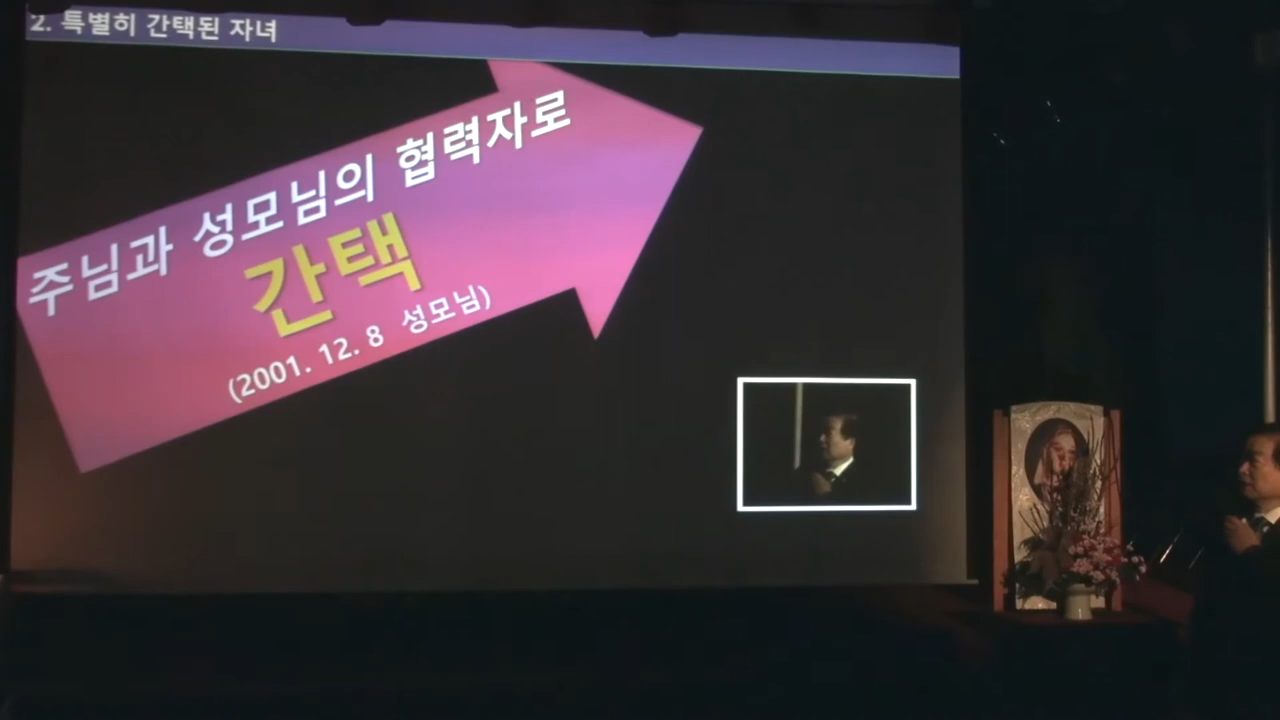 2. 특별히 간택된 자녀
주님과 성모님의 협력자로
간택
(2001. 12. 8 성모님)